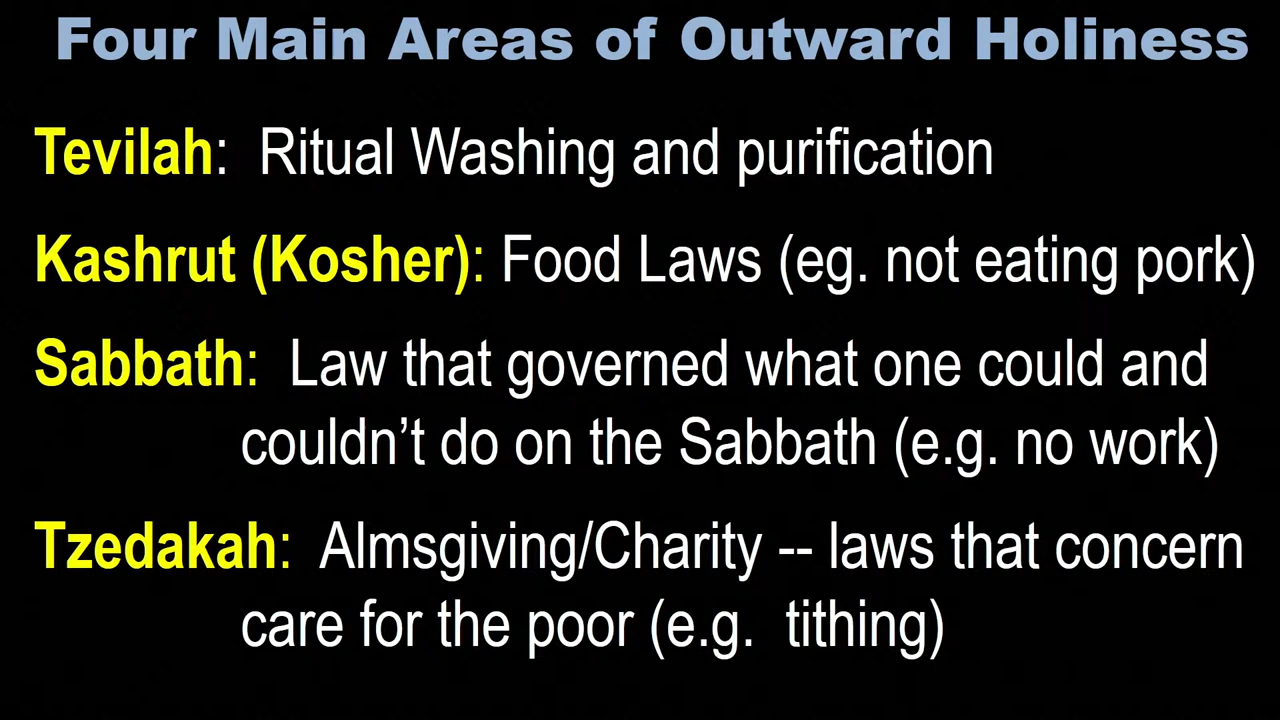 Four Main Areas of Outward Holiness
Tevilah: Ritual Washing and purification
Kashrut (Kosher): Food Laws (eg. not eating pork)
Sabbath: Law that governed what one could and
couldn’t do on the Sabbath (e.g. no work)
Tzedakah: Almsgiving/Charity -- laws that concern
care for the poor (e.g. tithing)